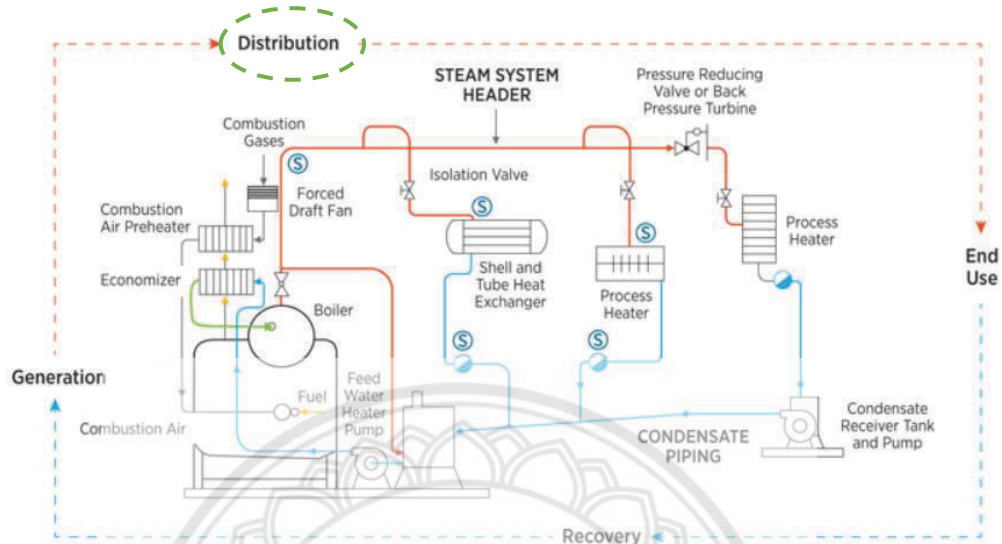 Distribution
STEAM SYSTEM
HEADER
Pressure Reducing
Valve or Back
Pressure Turbine
Combustion
Gases
S
Isolation Valve
Forced
Draft Fan
Combustion
Air Preheater
S
S
Process
Heater
End
Use
Economizer
Shell and
Tube Heat
Exchanger
Process
Heater
Boiler
S
S
Generation
Fuel
Feed
Water
Heater
Pump
Combustion Air
CONDENSATE
PIPING
Condensate
Receiver Tank
and Pump
Recovery